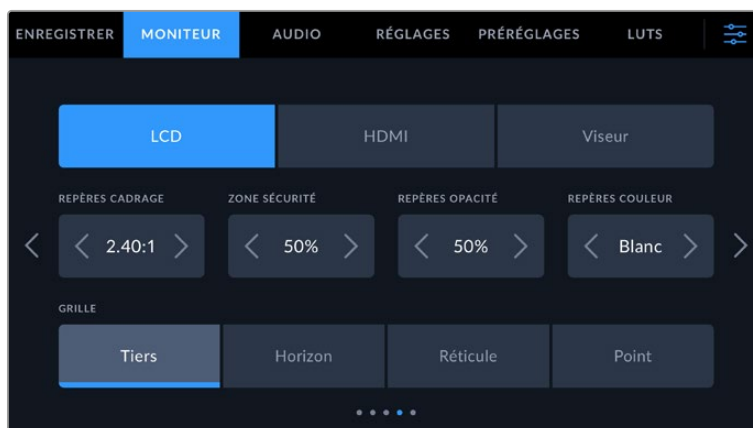 ENREGISTRER MONITEUR AUDIO RÉGLAGES PRÉRÉGLAGES LUTS
LCD HDMI Viseur
REPÈRES CADRAGE ZONE SÉCURITÉ REPÈRES OPACITÉ REPÈRES COULEUR
2.40:1 50% 50% Blanc
GRILLE
Tiers Horizon Réticule Point